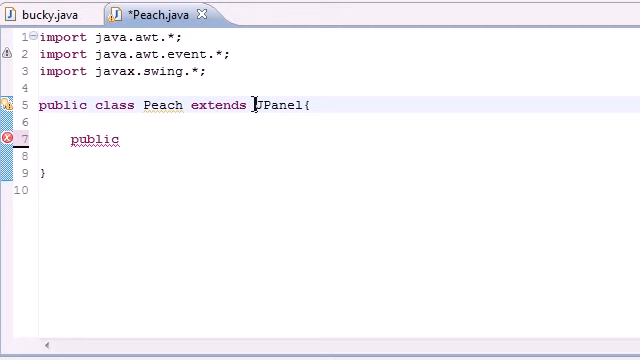 bucky.java *Peach.java
1 import java.awt.*;
2 import java.awt.event.*;
3 import javax.swing.*;
4
5 public class Peach extends JPanel{
6
7 public
8
9 }
10